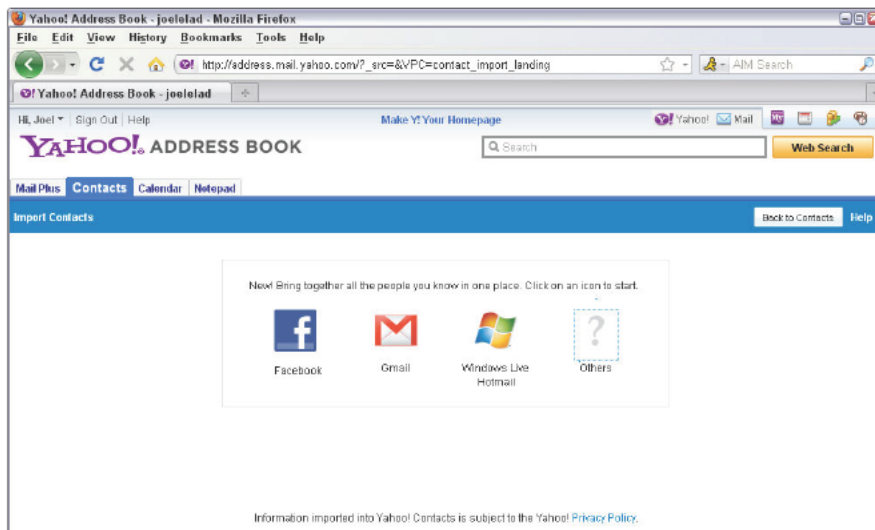 Yahoo! Address Book - joelelad - Mozilla Firefox
File Edit View History Bookmarks Tools Help
http://address.mail.yahoo.com/?_src=&VPC=contact_import_landing AIM Search
Yahoo! Address Book - joelelad
Hi, Joel Sign Out Help Make Y! Your Homepage Yahoo! Mail
YAHOO! ADDRESS BOOK Search Web Search
Mail Plus Contacts Calendar Notepad
Import Contacts Back to Contacts Help
New! Bring together all the people you know in one place. Click on an icon to start.
Facebook Gmail Windows Live Others
Hotmail
Information imported into Yahoo! Contacts is subject to the Yahoo! Privacy Policy.